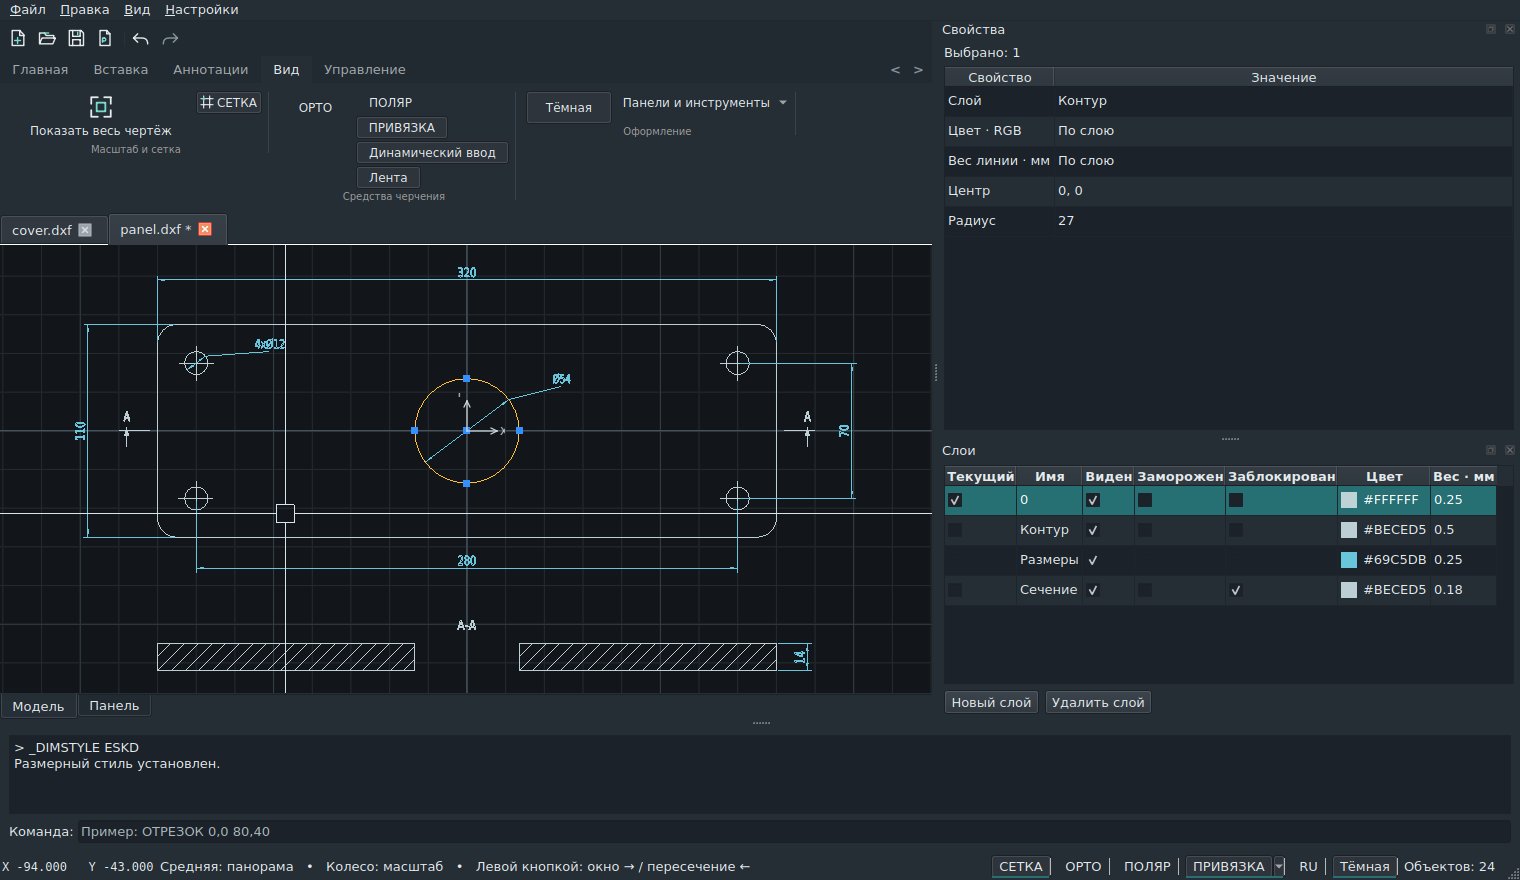 Файл Правка Вид Настройки
Главная Вставка Аннотации Вид Управление < >
Показать весь чертёж
СЕТКА
Масштаб и сетка
ОРТО
ПОЛЯР
ПРИВЯЗКА
Динамический ввод
Лента
Средства черчения
Тёмная
Панели и инструменты
Оформление
cover.dxf
panel.dxf *
320
4xØ12
Ø54
110
A
A
70
X
280
A-A
14
Модель Панель
Свойства
Выбрано: 1
Свойство Значение
Слой Контур
Цвет · RGB По слою
Вес линии · мм По слою
Центр 0, 0
Радиус 27
Слои
Текущий Имя Виден Заморожен Заблокирован Цвет Вес · мм
0 #FFFFFF 0.25
Контур #BECED5 0.5
Размеры #69C5DB 0.25
Сечение #BECED5 0.18
Новый слой Удалить слой
> _DIMSTYLE ESKD
Размерный стиль установлен.
Команда: Пример: ОТРЕЗОК 0,0 80,40
X -94.000 Y -43.000 Средняя: панорама • Колесо: масштаб • Левой кнопкой: окно → / пересечение ← СЕТКА ОРТО ПОЛЯР ПРИВЯЗКА RU Тёмная Объектов: 24